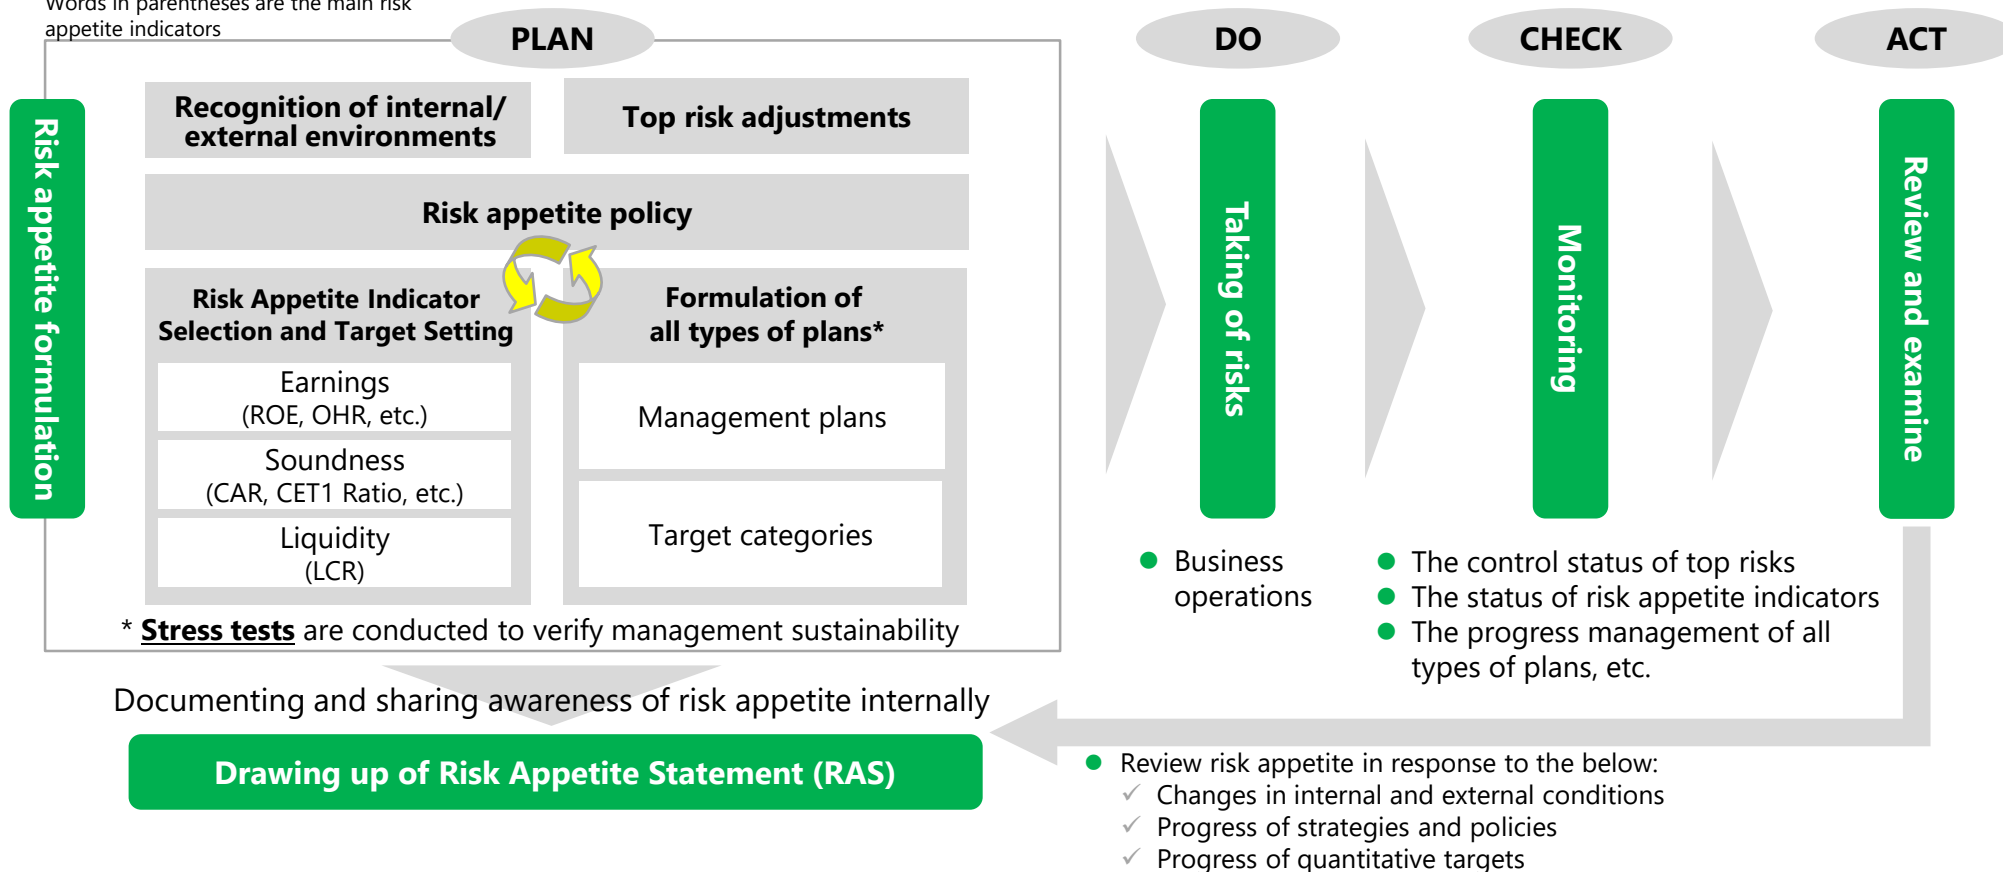 Words in parentheses are the main risk
appetite indicators
PLAN
DO
CHECK
ACT
Risk appetite formulation
Recognition of internal/
external environments
Top risk adjustments
Risk appetite policy
Risk Appetite Indicator
Selection and Target Setting
Earnings
(ROE, OHR, etc.)
Soundness
(CAR, CET1 Ratio, etc.)
Liquidity
(LCR)
Formulation of
all types of plans*
Management plans
Target categories
* Stress tests are conducted to verify management sustainability
Documenting and sharing awareness of risk appetite internally
Drawing up of Risk Appetite Statement (RAS)
Taking of risks
● Business
operations
Monitoring
● The control status of top risks
● The status of risk appetite indicators
● The progress management of all
types of plans, etc.
Review and examine
● Review risk appetite in response to the below:
✓ Changes in internal and external conditions
✓ Progress of strategies and policies
✓ Progress of quantitative targets